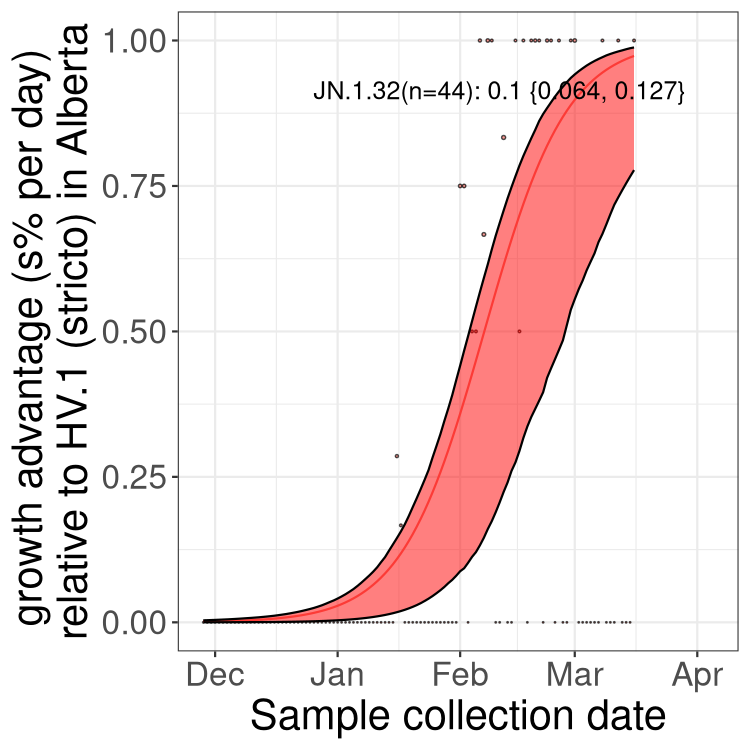 growth advantage (s% per day)
relative to HV.1 (stricto) in Alberta
1.00
0.75
0.50
0.25
0.00
JN.1.32(n=44): 0.1 {0.064, 0.127}
Dec Jan Feb Mar Apr
Sample collection date